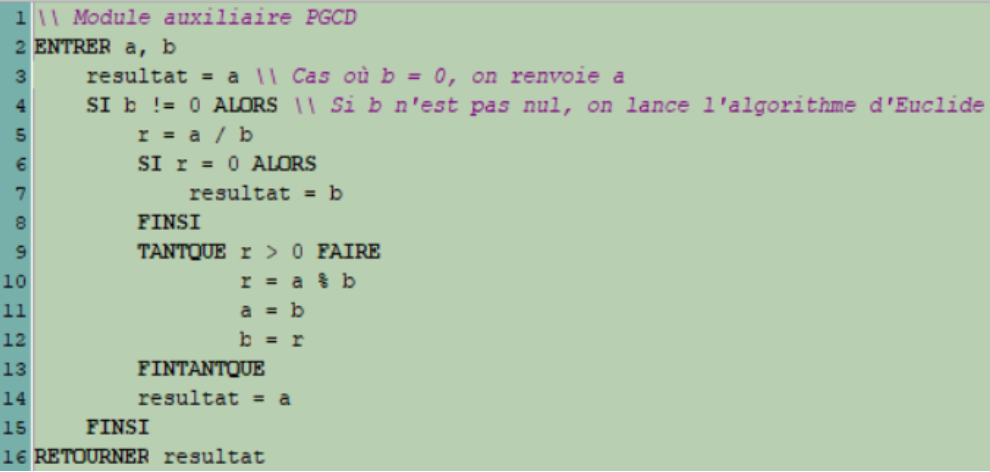 1 \\ Module auxiliaire PGCD
2 ENTRER a, b
3 resultat = a \\ Cas où b = 0, on renvoie a
4 SI b != 0 ALORS \\ Si b n'est pas nul, on lance l'algorithme d'Euclide
5 r = a / b
6 SI r = 0 ALORS
7 resultat = b
8 FINSI
9 TANTQUE r > 0 FAIRE
10 r = a % b
11 a = b
12 b = r
13 FINTANTQUE
14 resultat = a
15 FINSI
16 RETOURNER resultat